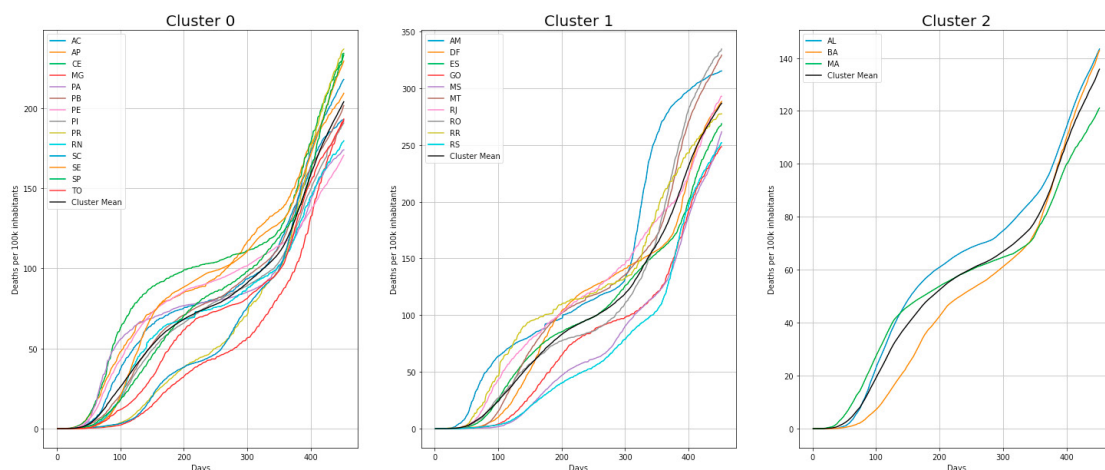 Cluster 0
Deaths per 100k inhabitants
200
150
100
50
0
AC
AP
CE
MG
PA
PB
PE
PI
PR
RN
SC
SE
SP
TO
Cluster Mean
0 100 200 300 400
Days
Cluster 1
Deaths per 100k inhabitants
350
300
250
200
150
100
50
0
AM
DF
ES
GO
MS
MT
RJ
RO
RR
RS
Cluster Mean
0 100 200 300 400
Days
Cluster 2
Deaths per 100k inhabitants
140
120
100
80
60
40
20
0
AL
BA
MA
Cluster Mean
0 100 200 300 400
Days